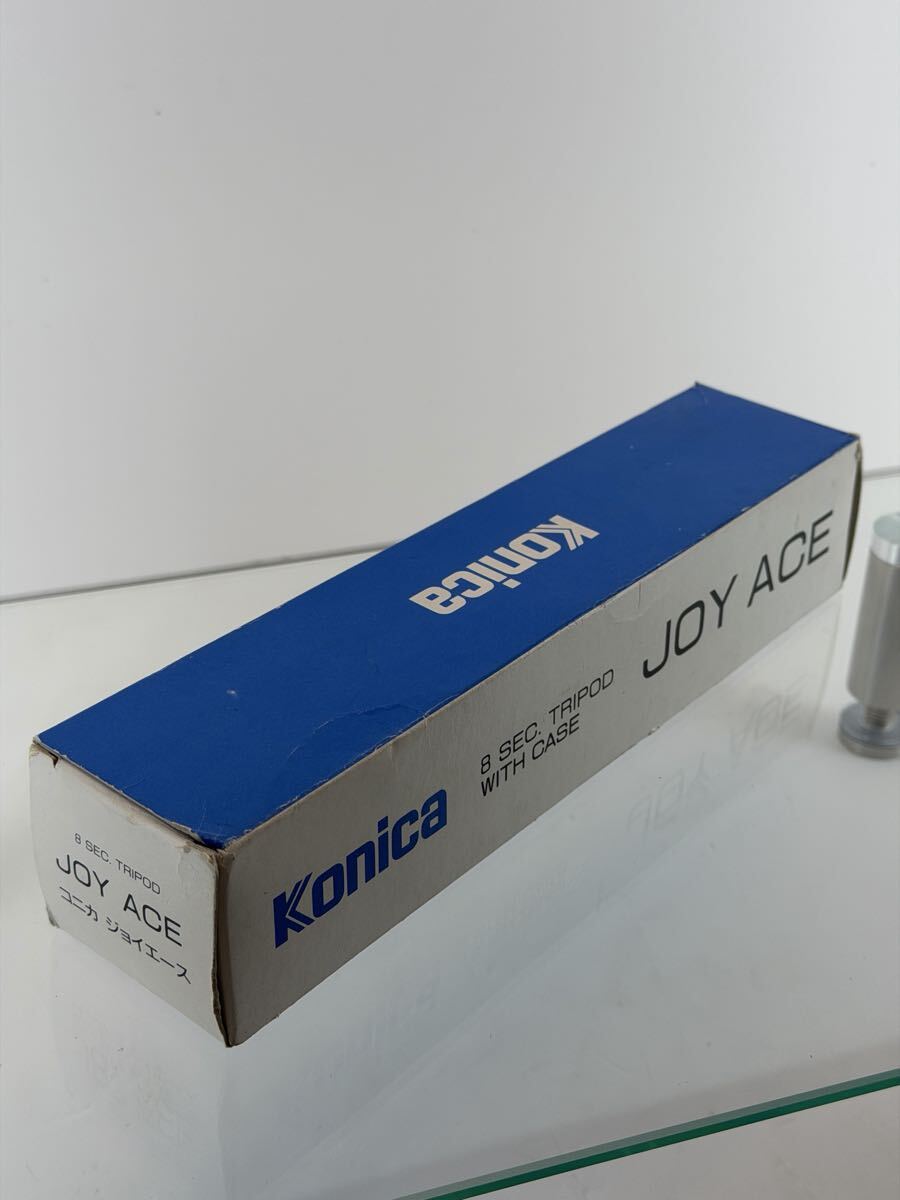 Konica
Konica
8 SEC. TRIPOD
WITH CASE
JOY ACE
8 SEC. TRIPOD
JOY ACE
コニカ ジョイエース